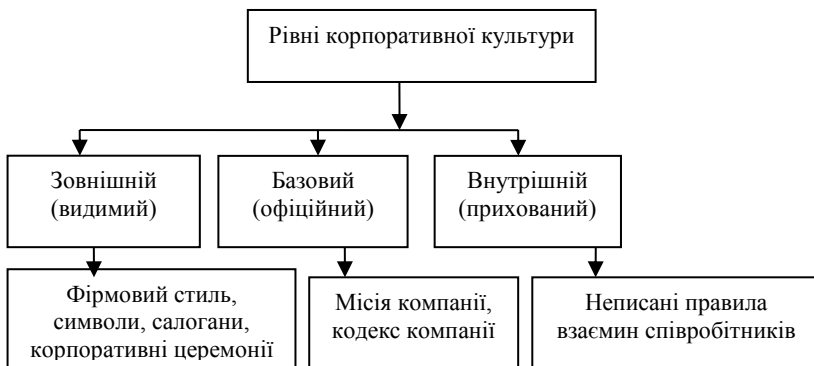 Рівні корпоративної культури
Зовнішній
(видимий)
Базовий
(офіційний)
Внутрішній
(прихований)
Фірмовий стиль,
символи, салогани,
корпоративні церемонії
Місія компанії,
кодекс компанії
Неписані правила
взаємин співробітників